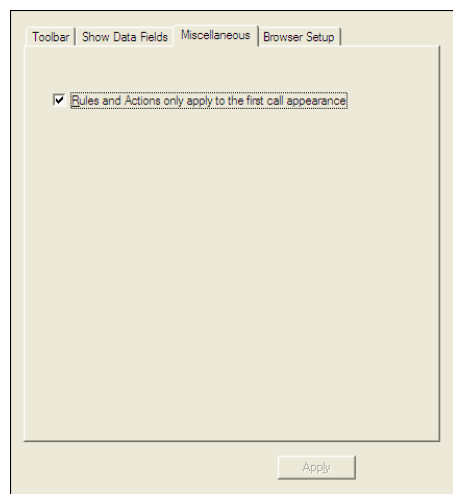 Toolbar Show Data Fields Miscellaneous Browser Setup
Rules and Actions only apply to the first call appearance
Apply